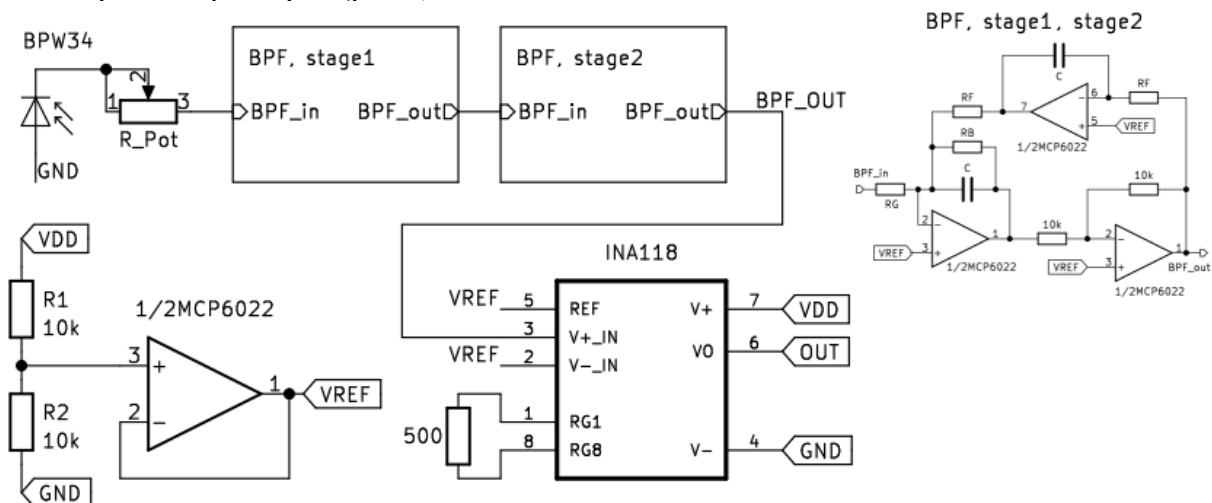 BPW34
1
2
3
R_Pot
GND
BPF, stage1
BPF_in
BPF_out
BPF, stage2
BPF_in
BPF_out
BPF_OUT
BPF, stage1, stage2
C
RF
7
6
RF
5
VREF
1/2MCP6022
RB
BPF_in
RG
C
10k
2
1
10k
2
1
VREF
3
1/2MCP6022
VREF
3
BPF_out
1/2MCP6022
VDD
R1
10k
R2
10k
GND
1/2MCP6022
3
2
1
VREF
INA118
VREF
5
REF
V+
7
VDD
3
V+_IN
VO
6
OUT
VREF
2
V-_IN
500
1
RG1
8
RG8
V-
4
GND